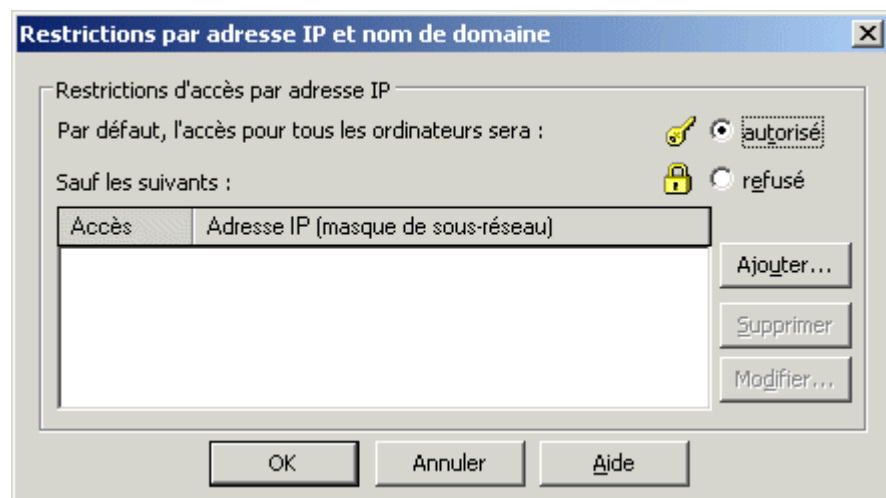 Restrictions par adresse IP et nom de domaine
Restrictions d'accès par adresse IP
Par défaut, l'accès pour tous les ordinateurs sera :
autorisé
Sauf les suivants :
refusé
Accès Adresse IP (masque de sous-réseau)
Ajouter...
Supprimer
Modifier...
OK Annuler Aide